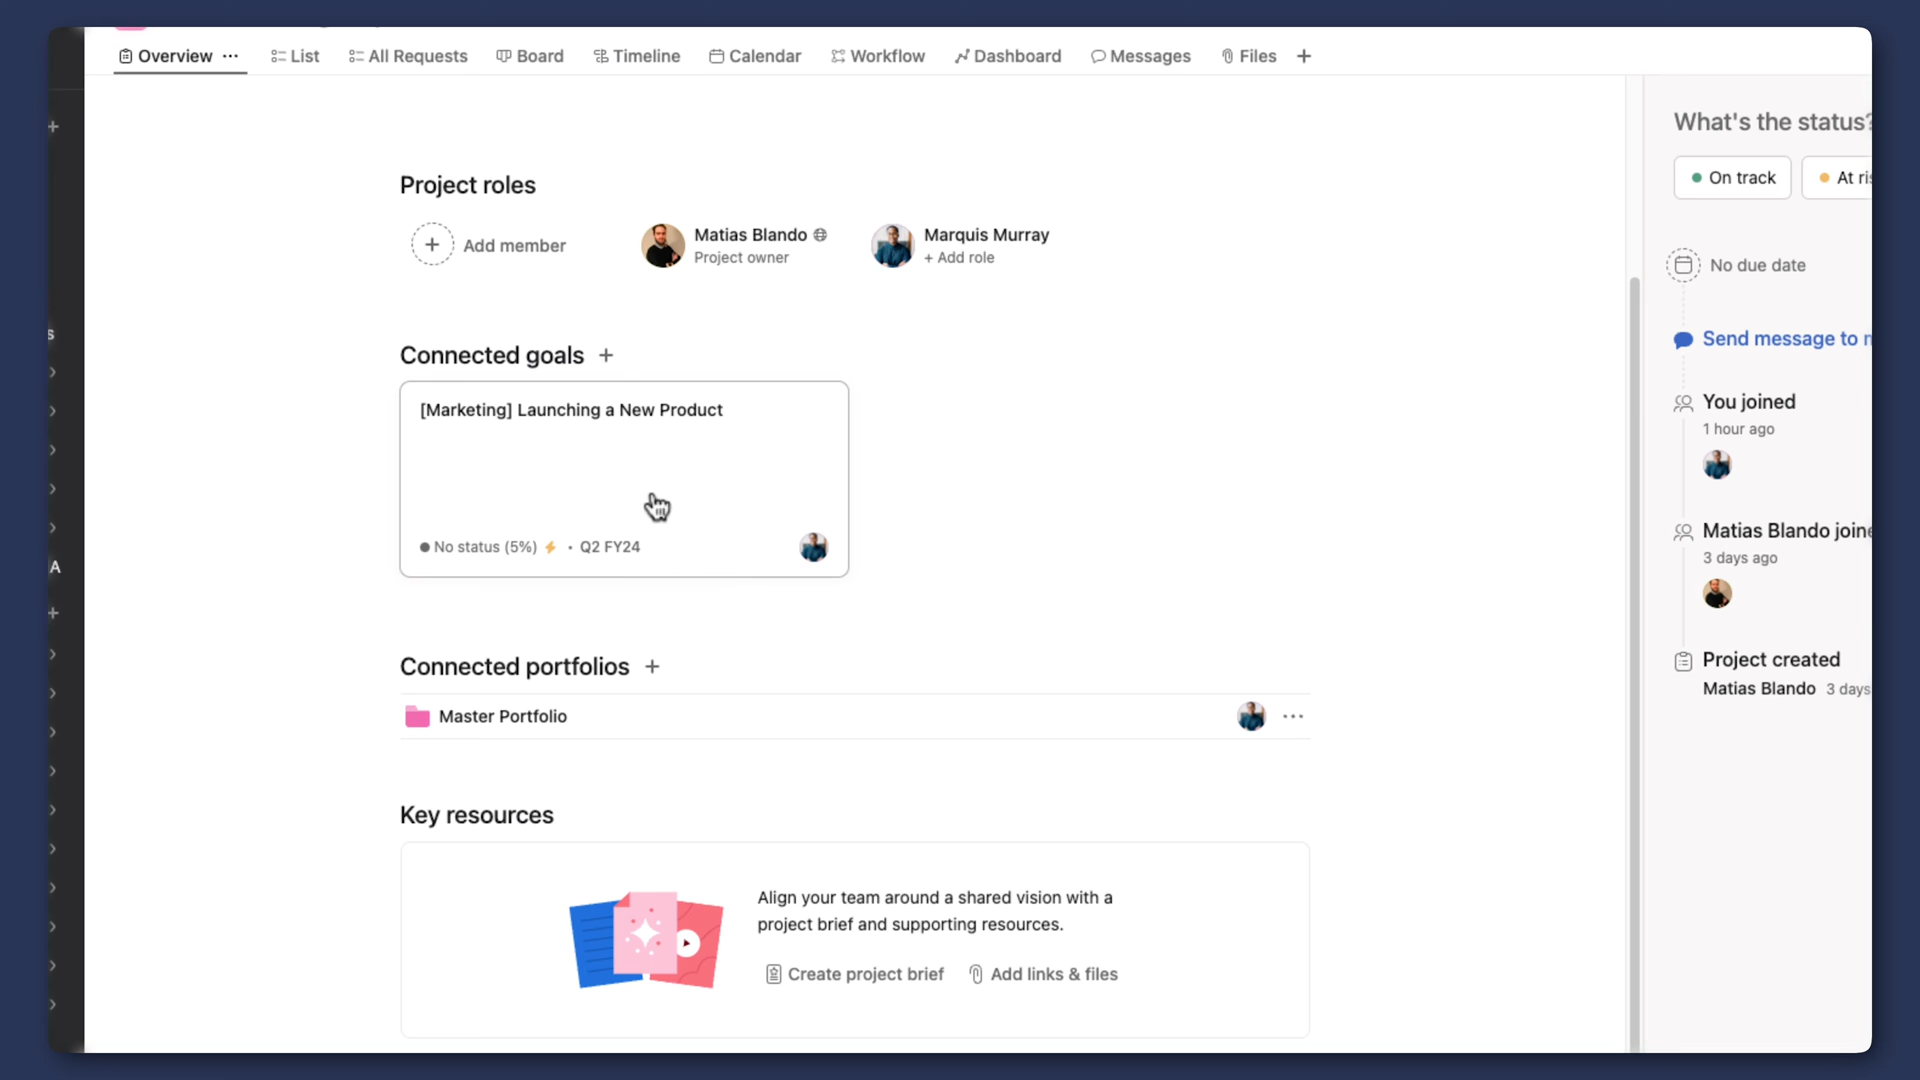 Overview ···
List
All Requests
Board
Timeline
Calendar
Workflow
Dashboard
Messages
Files
+
Project roles
Add member
Matias Blando
Project owner
Marquis Murray
+ Add role
Connected goals +
[Marketing] Launching a New Product
No status (5%) · Q2 FY24
Connected portfolios +
Master Portfolio
Key resources
Align your team around a shared vision with a
project brief and supporting resources.
Create project brief
Add links & files
What's the status?
On track
At ris
No due date
Send message to
You joined
1 hour ago
Matias Blando joine
3 days ago
Project created
Matias Blando 3 days
s
A